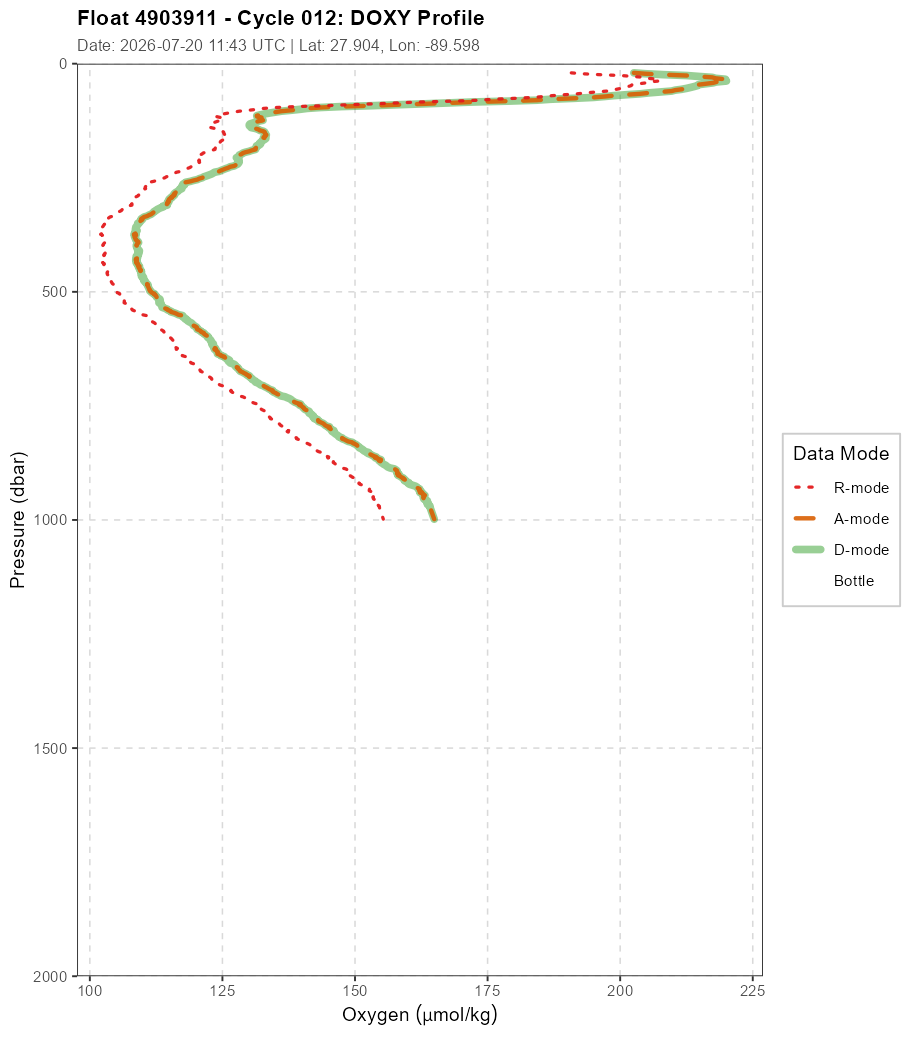 Float 4903911 - Cycle 012: DOXY Profile
Date: 2026-07-20 11:43 UTC | Lat: 27.904, Lon: -89.598
0
500
1000
1500
2000
Pressure (dbar)
100 125 150 175 200 225
Oxygen (μmol/kg)
Data Mode
R-mode
A-mode
D-mode
Bottle